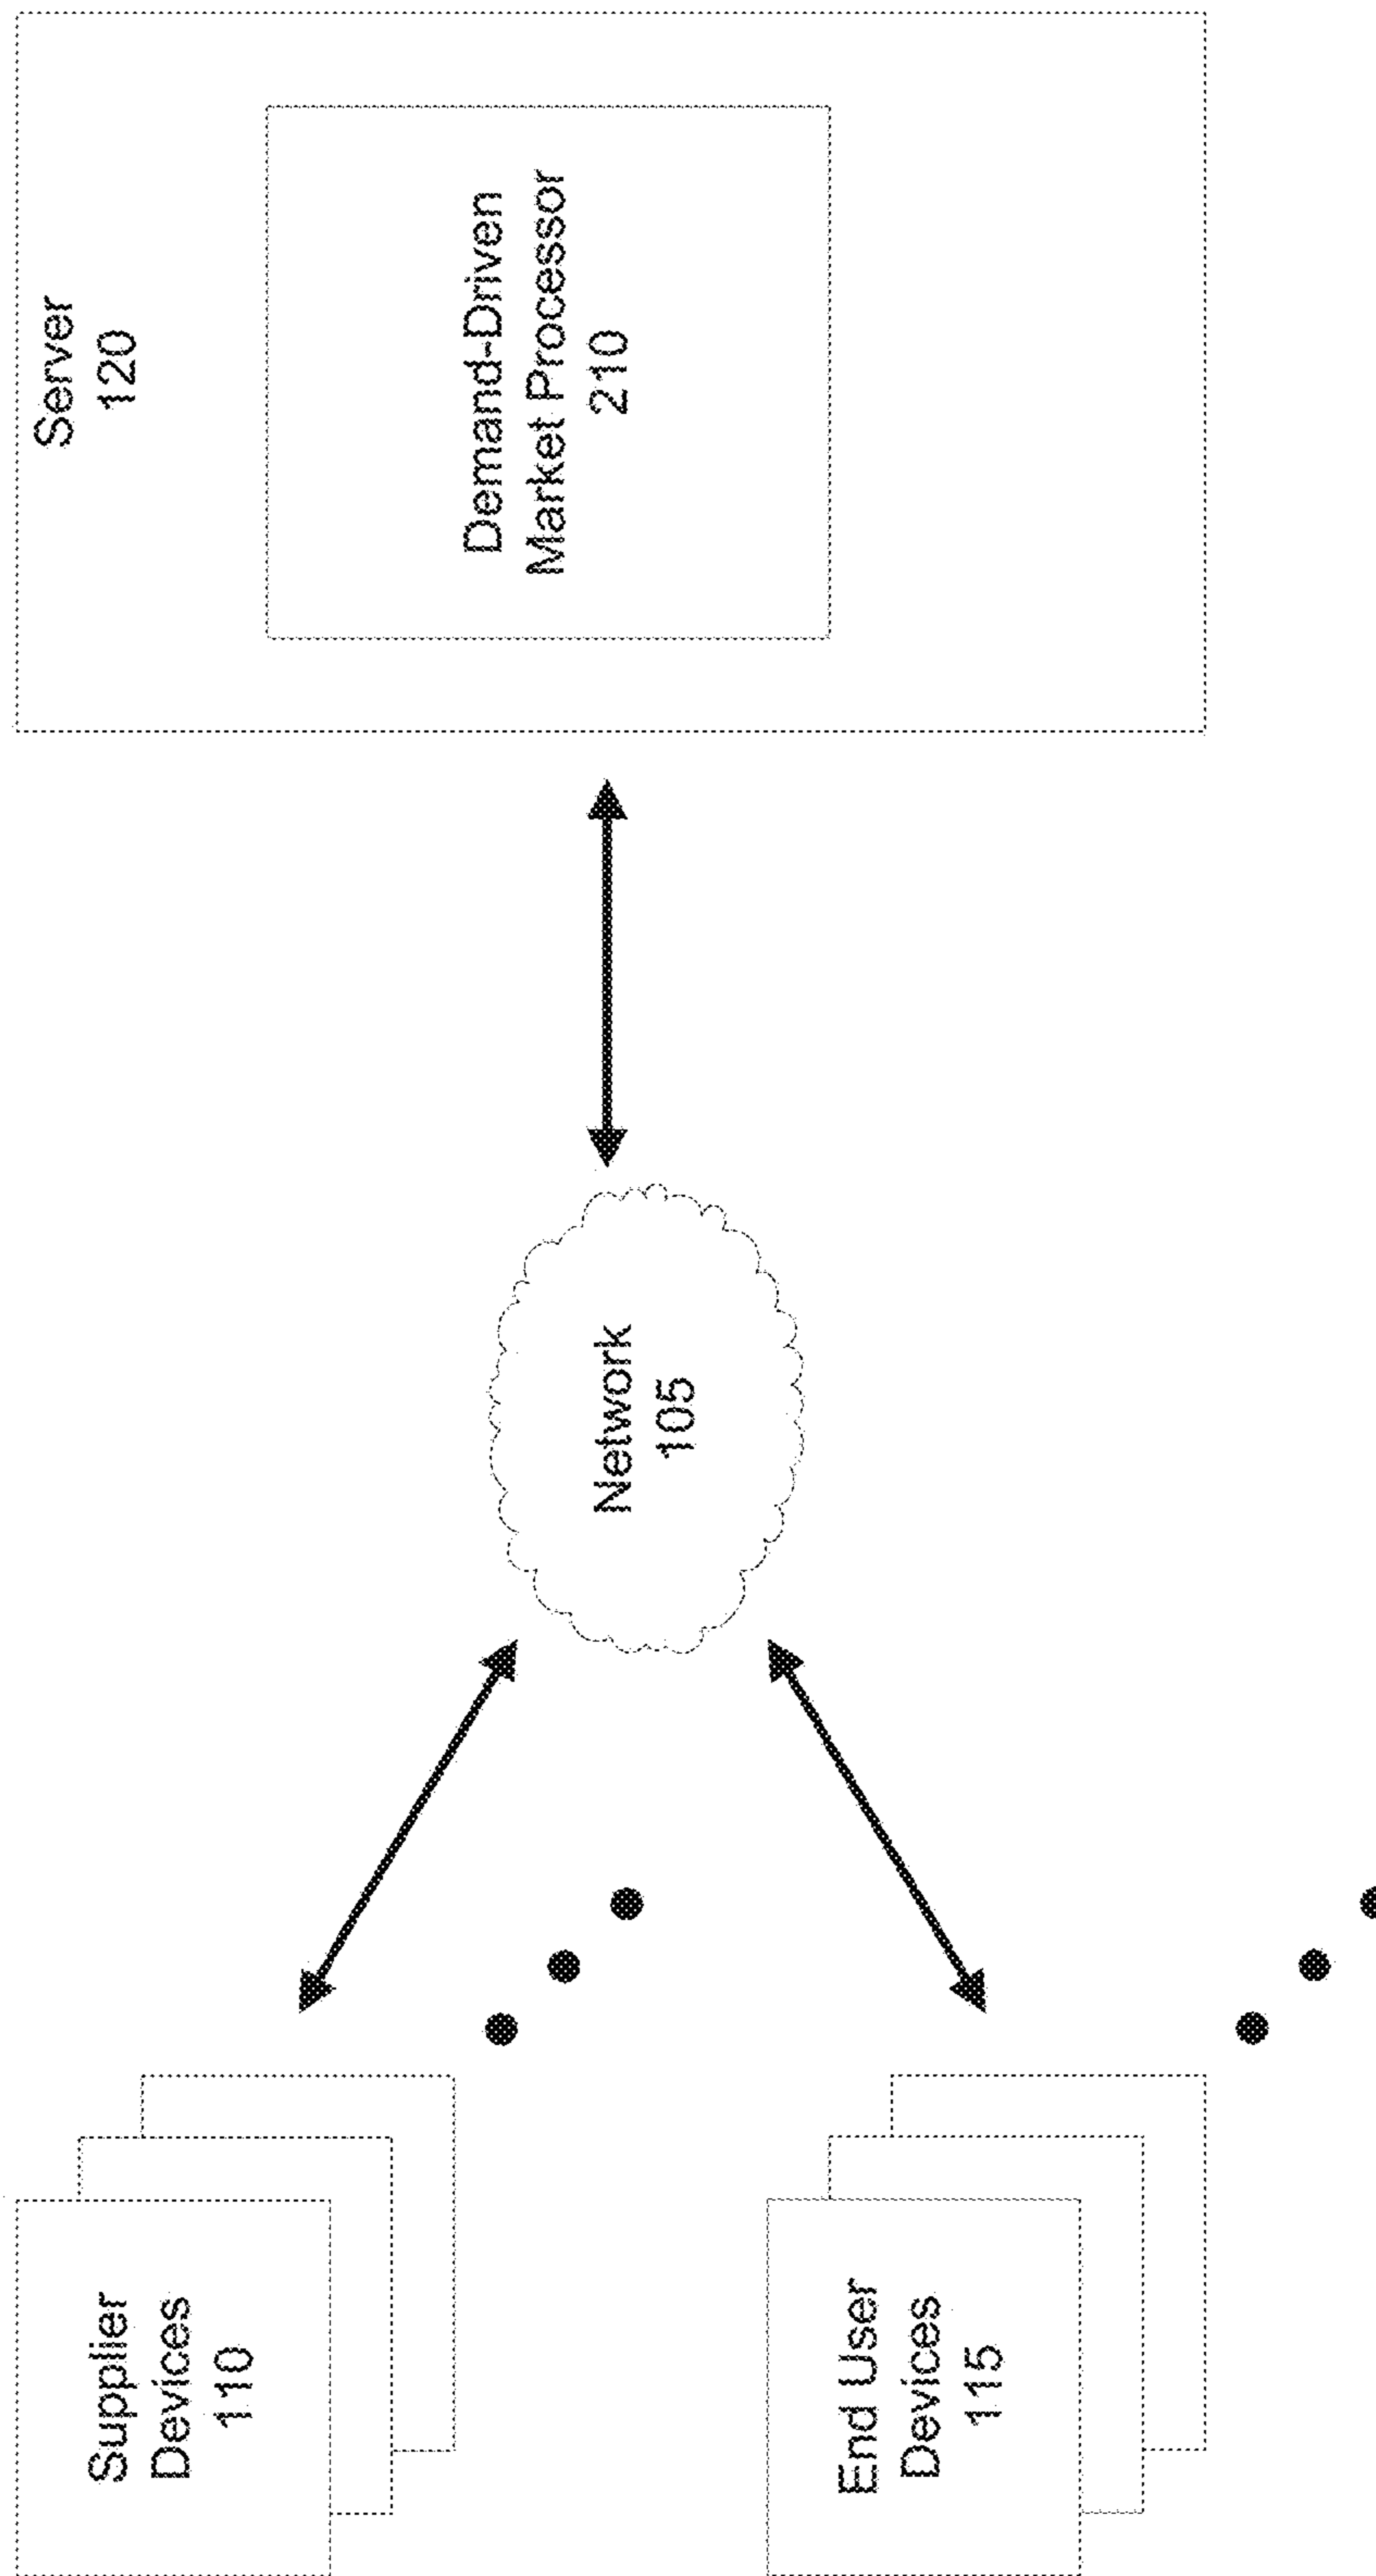 Supplier
Devices
110
End User
Devices
115
Network
105
Server
120
Demand-Driven
Market Processor
210